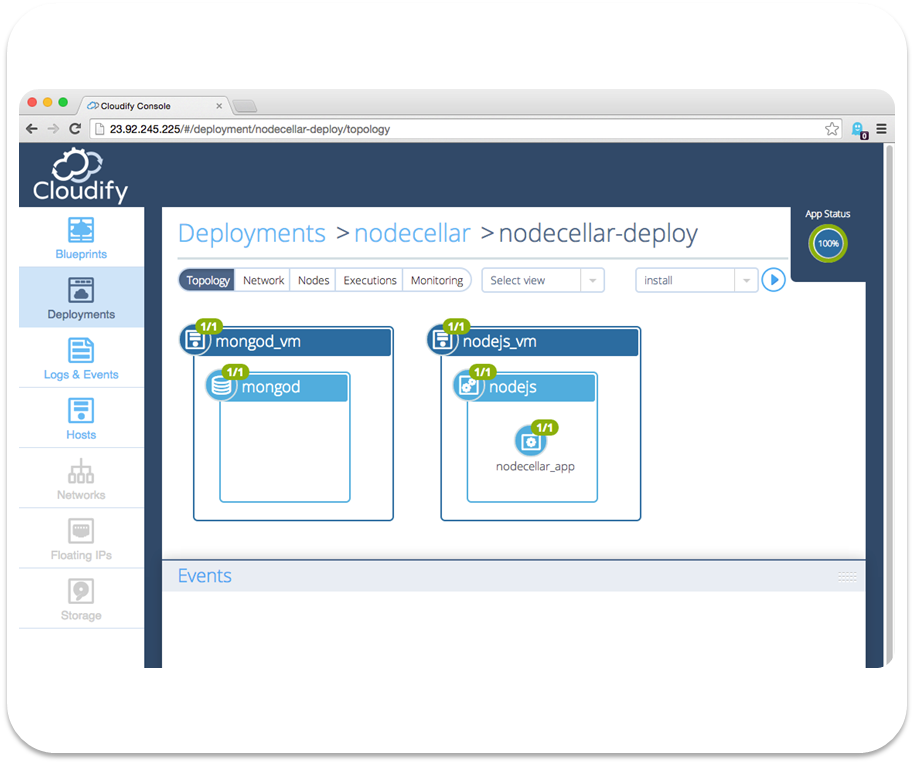 Cloudify Console
23.92.245.225/#/deployment/nodecellar-deploy/topology
0
Cloudify
App Status
100%
Blueprints
Deployments
Logs & Events
Hosts
Networks
Floating IPs
Storage
Deployments > nodecellar > nodecellar-deploy
Topology Network Nodes Executions Monitoring Select view install
1/1 mongod_vm
1/1 mongod
1/1 nodejs_vm
1/1 nodejs
1/1
nodecellar_app
Events